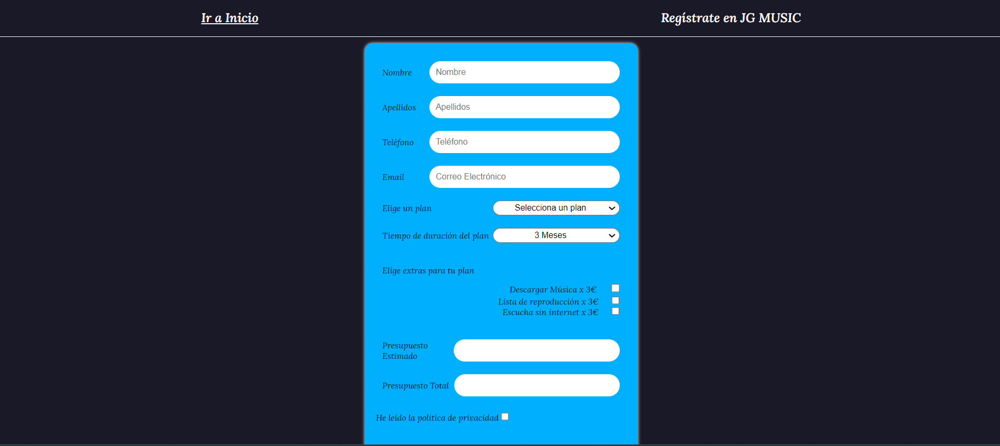 Ir a Inicio
Regístrate en JG MUSIC
Nombre
Nombre
Apellidos
Apellidos
Teléfono
Teléfono
Email
Correo Electrónico
Elige un plan
Selecciona un plan
Tiempo de duración del plan
3 Meses
Elige extras para tu plan
Descargar Música x 3€
Lista de reproducción x 3€
Escucha sin internet x 3€
Presupuesto
Estimado
Presupuesto Total
He leído la política de privacidad